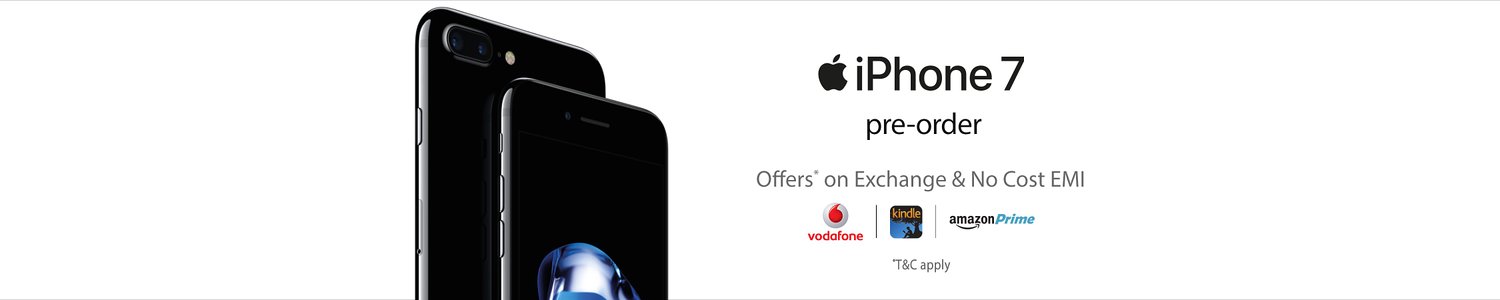 iPhone 7
pre-order
Offers* on Exchange & No Cost EMI
vodafone
kindle
amazonPrime
*T&C apply